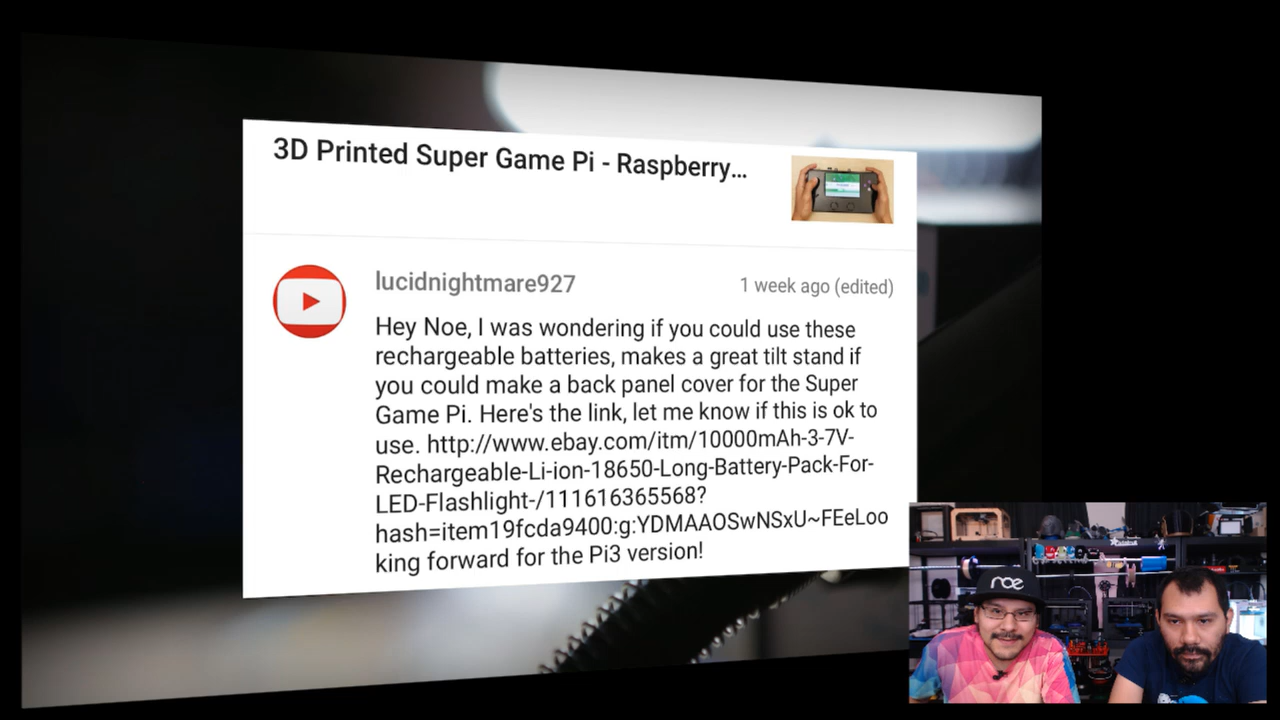 3D Printed Super Game Pi - Raspberry...
lucidnightmare927
1 week ago (edited)
Hey Noe, I was wondering if you could use these
rechargeable batteries, makes a great tilt stand if
you could make a back panel cover for the Super
Game Pi. Here's the link, let me know if this is ok to
use. http://www.ebay.com/itm/10000mAh-3-7V-
Rechargeable-Li-ion-18650-Long-Battery-Pack-For-
LED-Flashlight-/111616365568?
hash=item19fcda9400:g:YDMAAOSwNSxU~FEeLoo
king forward for the Pi3 version!
noe